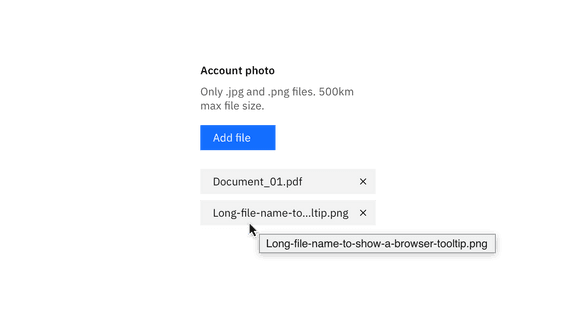 Account photo
Only .jpg and .png files. 500km
max file size.
Add file
Document_01.pdf
Long-file-name-to...ltip.png
Long-file-name-to-show-a-browser-tooltip.png